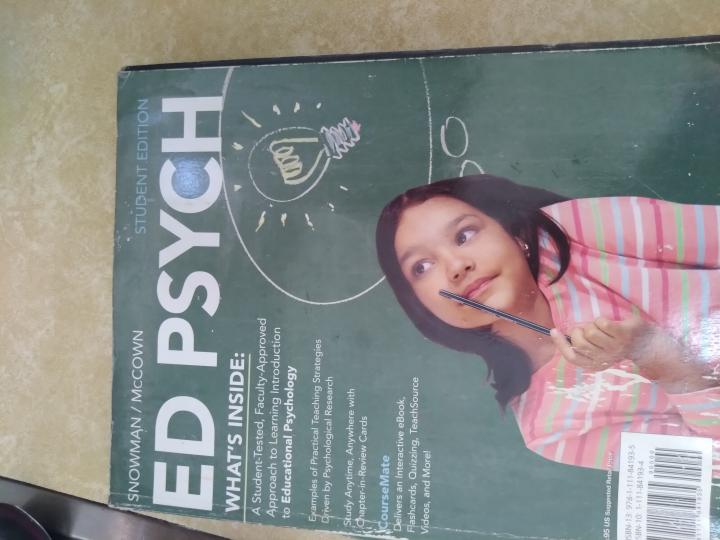 SNOWMAN / McCOWN STUDENT EDITION
ED PSYCH
WHAT'S INSIDE:
A Student-Tested, Faculty-Approved
Approach to Learning Introduction
to Educational Psychology
Examples of Practical Teaching Strategies
Driven by Psychological Research
Study Anytime, Anywhere with
Chapter-in-Review Cards
CourseMate
Delivers an Interactive eBook,
Flashcards, Quizzing, TeachSource
Videos, and More!
.95 US Suggested Retail Price
ISBN-13: 978-1-111-84193-5
ISBN-10: 1-111-84193-4